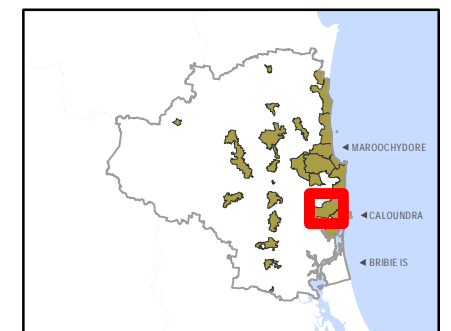 ◄ MAROOCHYDORE
◄ CALOUNDRA
◄ BRIBIE IS